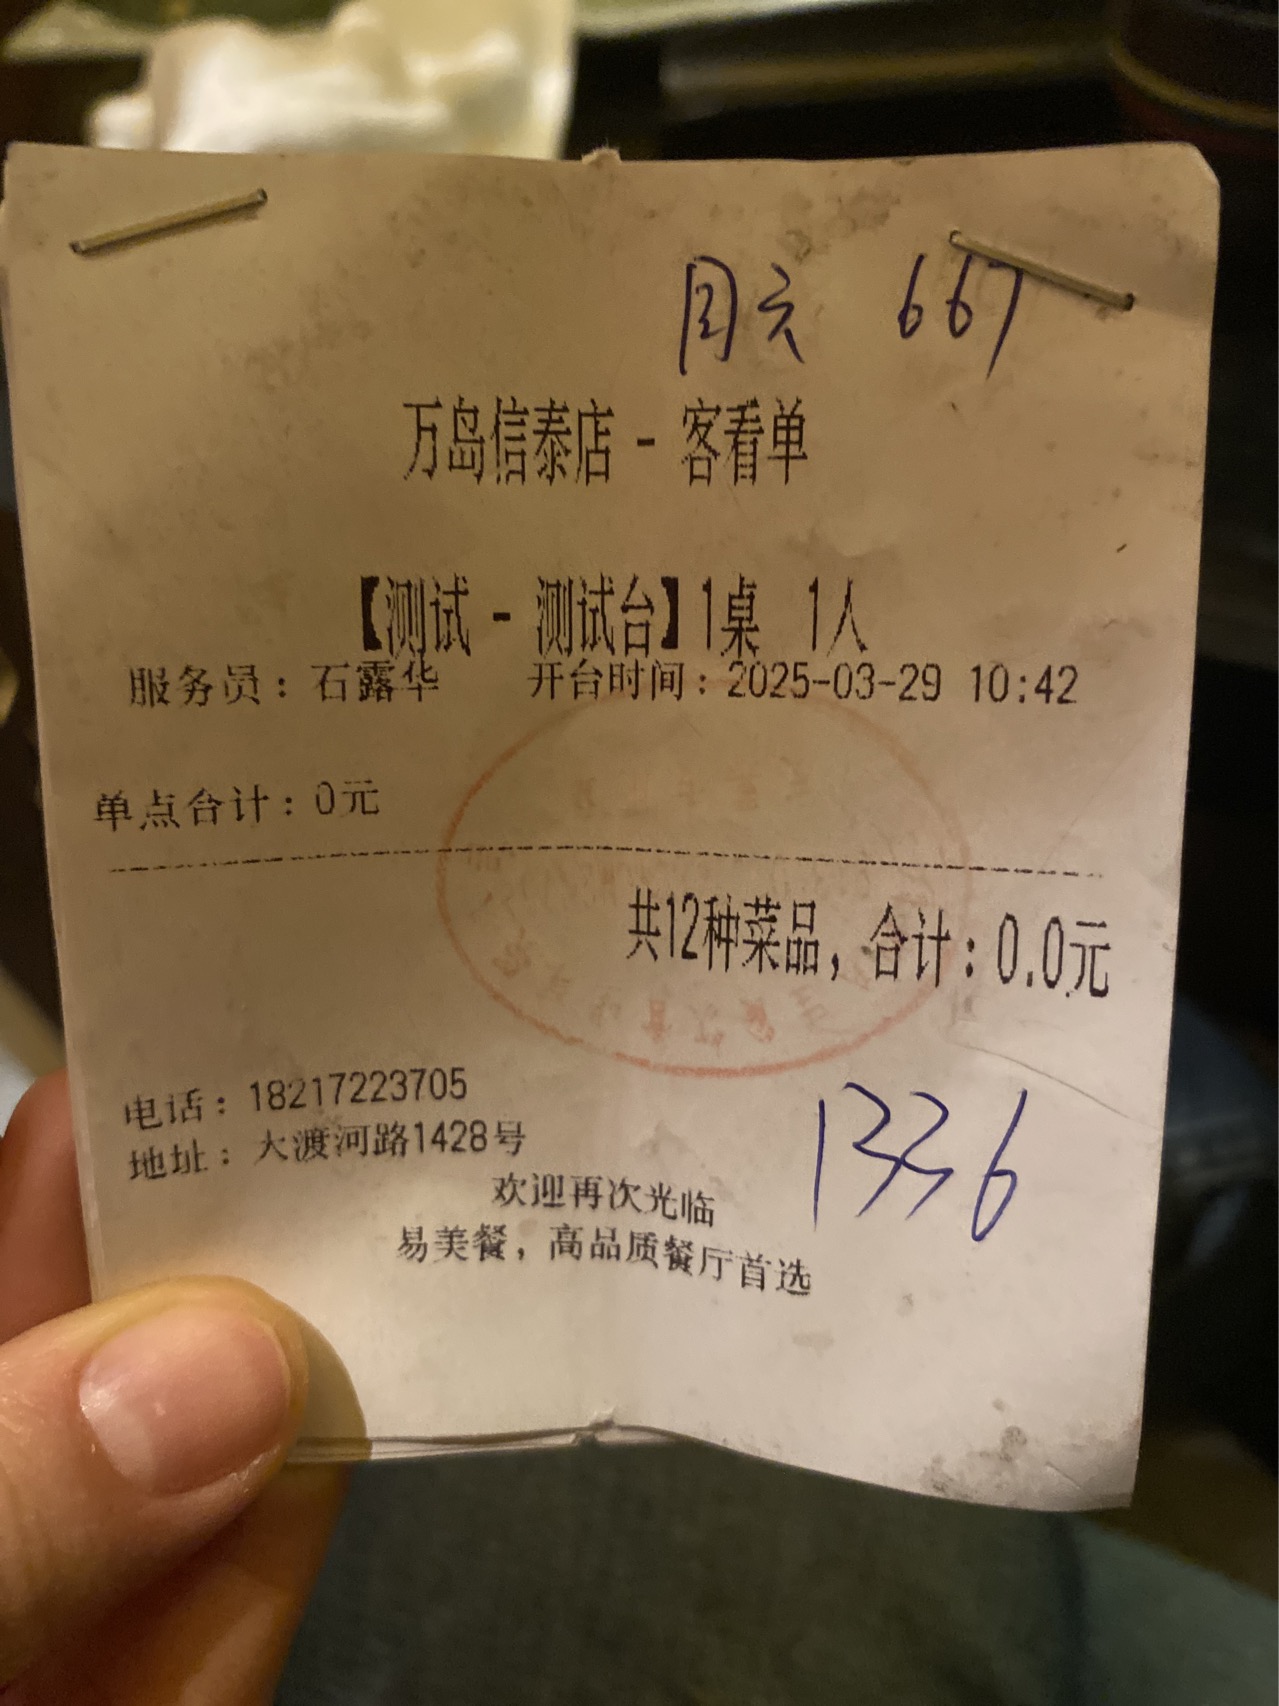 周六 667
万岛信泰店 - 客看单
【测试 - 测试台】1桌 1人
服务员：石露华 开台时间：2025-03-29 10:42
单点合计：0元
共12种菜品，合计：0.0元
电话：18217223705
地址：大渡河路1428号
1336
欢迎再次光临
易美餐，高品质餐厅首选